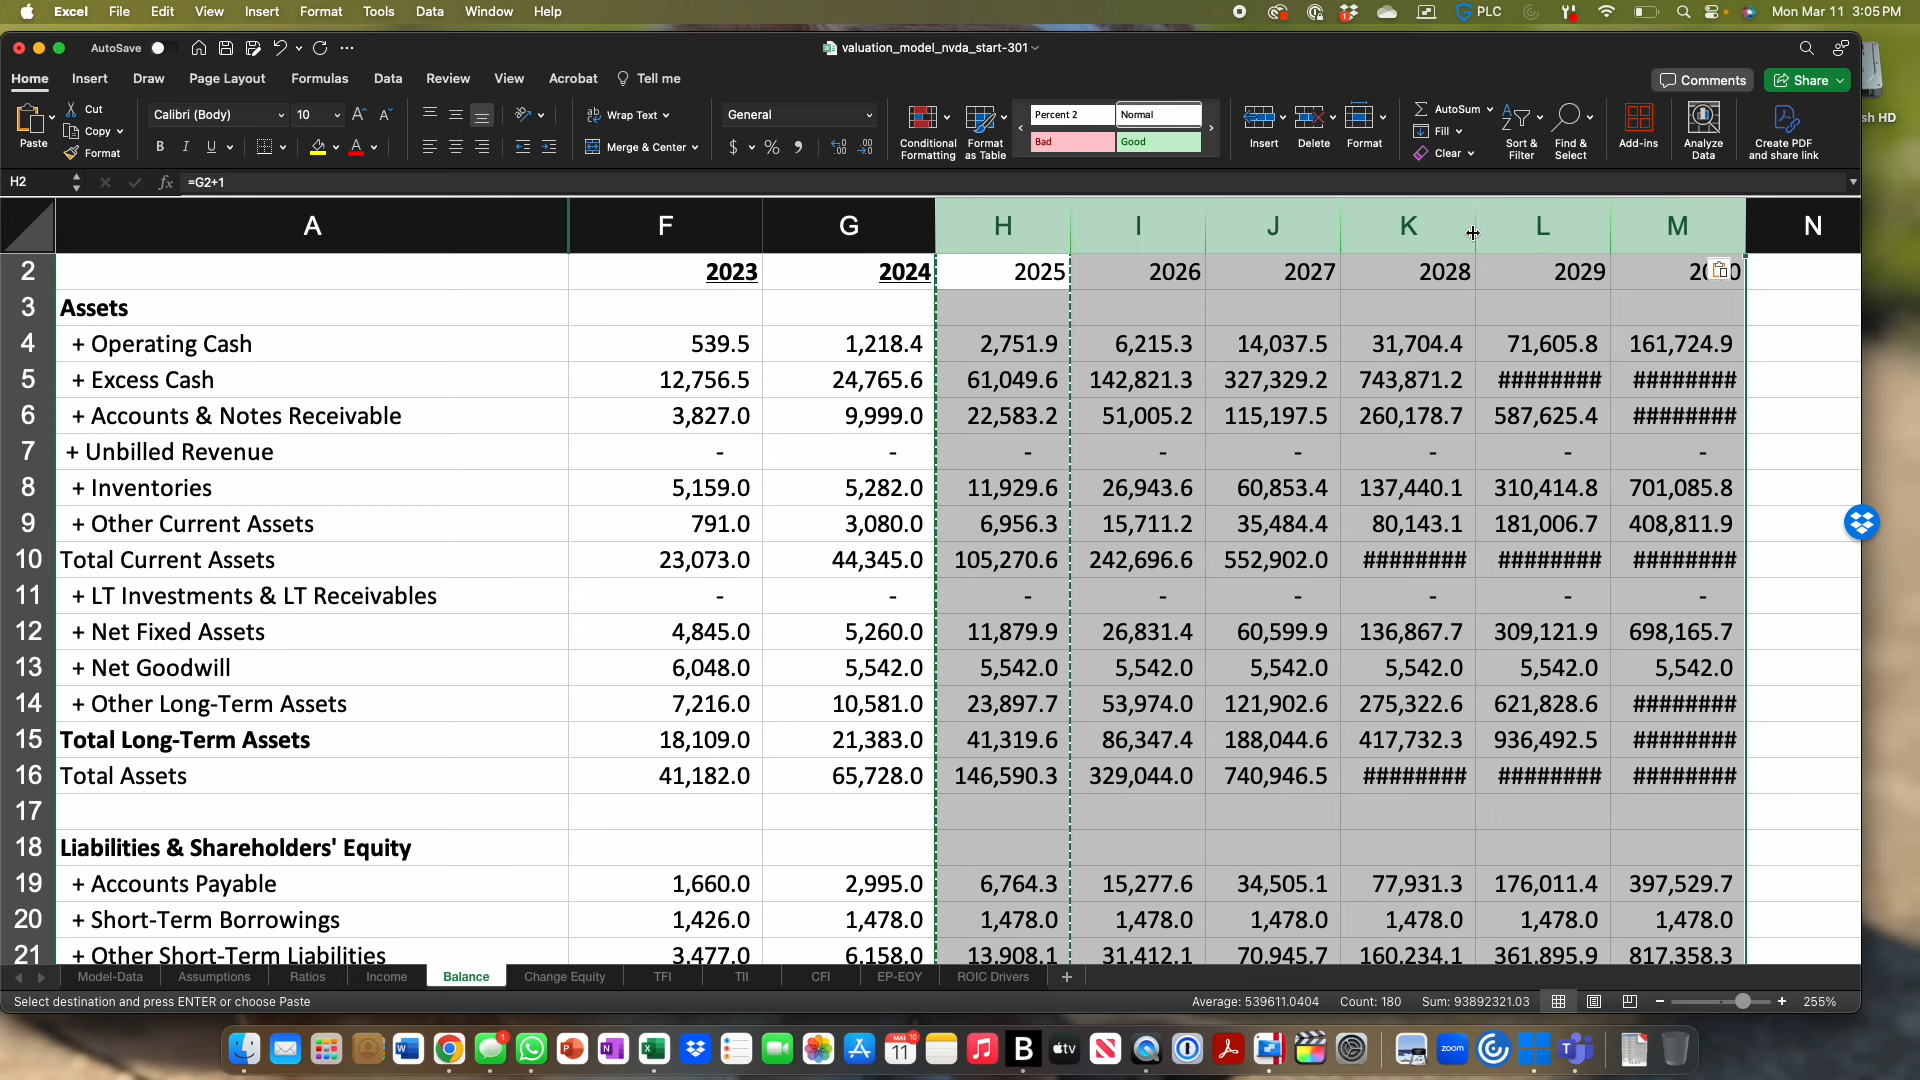 Excel File Edit View Insert Format Tools Data Window Help PLC Mon Mar 11 3:05 PM
AutoSave valuation_model_nvda_start-301
Home Insert Draw Page Layout Formulas Data Review View Acrobat Tell me Comments Share
Paste Cut Copy Format
Calibri (Body) 10
B I U A
Wrap Text
Merge & Center
General
$ %
Conditional Formatting Format as Table
Percent 2 Normal
Bad Good
Insert Delete Format
AutoSum
Fill
Clear
Sort & Filter Find & Select Add-ins Analyze Data Create PDF and share link
sh HD
H2 fx =G2+1
A F G H I J K L M N
2 2023 2024 2025 2026 2027 2028 2029
3 Assets
4 + Operating Cash 539.5 1,218.4 2,751.9 6,215.3 14,037.5 31,704.4 71,605.8 161,724.9
5 + Excess Cash 12,756.5 24,765.6 61,049.6 142,821.3 327,329.2 743,871.2 ######## ########
6 + Accounts & Notes Receivable 3,827.0 9,999.0 22,583.2 51,005.2 115,197.5 260,178.7 587,625.4 ########
7 + Unbilled Revenue - - - - - - - -
8 + Inventories 5,159.0 5,282.0 11,929.6 26,943.6 60,853.4 137,440.1 310,414.8 701,085.8
9 + Other Current Assets 791.0 3,080.0 6,956.3 15,711.2 35,484.4 80,143.1 181,006.7 408,811.9
10 Total Current Assets 23,073.0 44,345.0 105,270.6 242,696.6 552,902.0 ######## ######## ########
11 + LT Investments & LT Receivables - - - - - - - -
12 + Net Fixed Assets 4,845.0 5,260.0 11,879.9 26,831.4 60,599.9 136,867.7 309,121.9 698,165.7
13 + Net Goodwill 6,048.0 5,542.0 5,542.0 5,542.0 5,542.0 5,542.0 5,542.0 5,542.0
14 + Other Long-Term Assets 7,216.0 10,581.0 23,897.7 53,974.0 121,902.6 275,322.6 621,828.6 ########
15 Total Long-Term Assets 18,109.0 21,383.0 41,319.6 86,347.4 188,044.6 417,732.3 936,492.5 ########
16 Total Assets 41,182.0 65,728.0 146,590.3 329,044.0 740,946.5 ######## ######## ########
17
18 Liabilities & Shareholders' Equity
19 + Accounts Payable 1,660.0 2,995.0 6,764.3 15,277.6 34,505.1 77,931.3 176,011.4 397,529.7
20 + Short-Term Borrowings 1,426.0 1,478.0 1,478.0 1,478.0 1,478.0 1,478.0 1,478.0 1,478.0
21 + Other Short-Term Liabilities 3,477.0 6,158.0 13,908.1 31,412.1 70,945.7 160,234.1 361,895.9 817,358.3
Model-Data Assumptions Ratios Income Balance Change Equity TFI TII CFI EP-EOY ROIC Drivers +
Select destination and press ENTER or choose Paste Average: 539611.0404 Count: 180 Sum: 93892321.03 255%
MAR 11 tv zoom